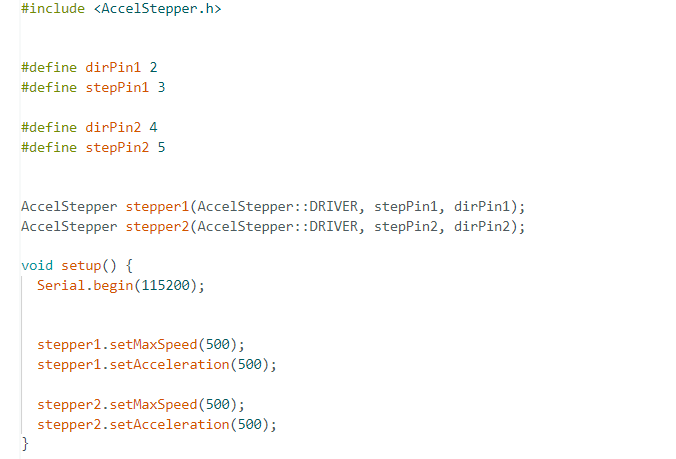 #include <AccelStepper.h>
#define dirPin1 2
#define stepPin1 3
#define dirPin2 4
#define stepPin2 5
AccelStepper stepper1(AccelStepper::DRIVER, stepPin1, dirPin1);
AccelStepper stepper2(AccelStepper::DRIVER, stepPin2, dirPin2);
void setup() {
  Serial.begin(115200);
  stepper1.setMaxSpeed(500);
  stepper1.setAcceleration(500);
  stepper2.setMaxSpeed(500);
  stepper2.setAcceleration(500);
}